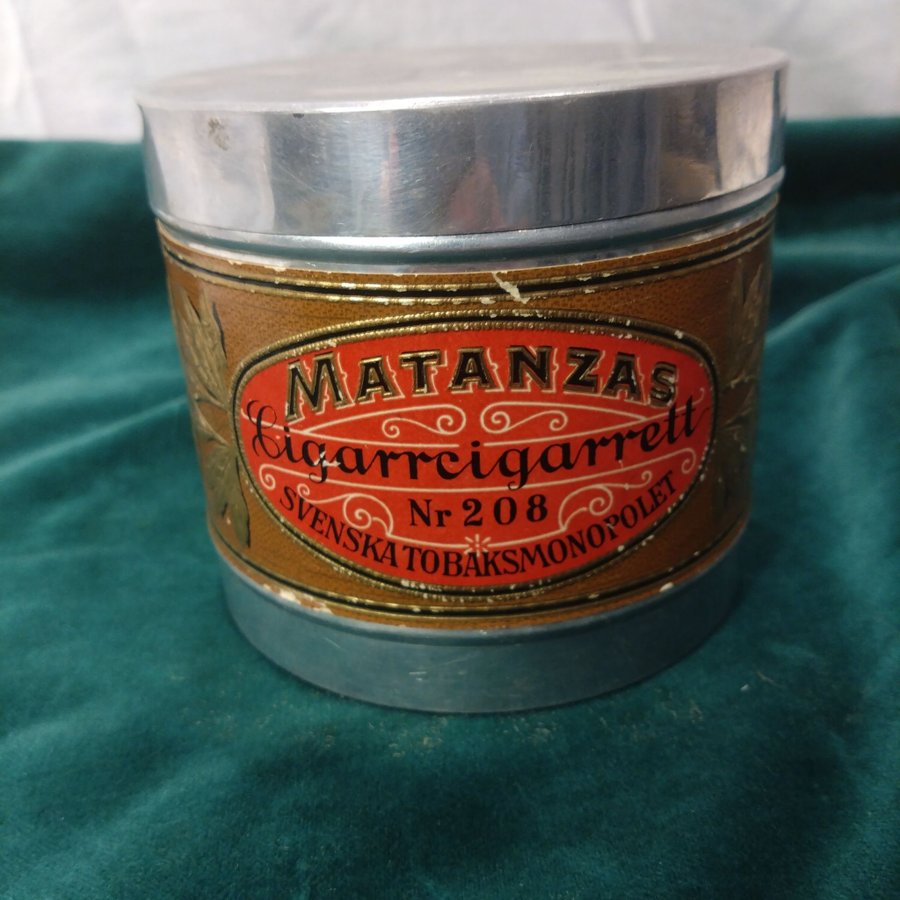 MATANZAS
Cigarrcigarrett
Nr 208
SVENSKA TOBAKSMONOPOLET